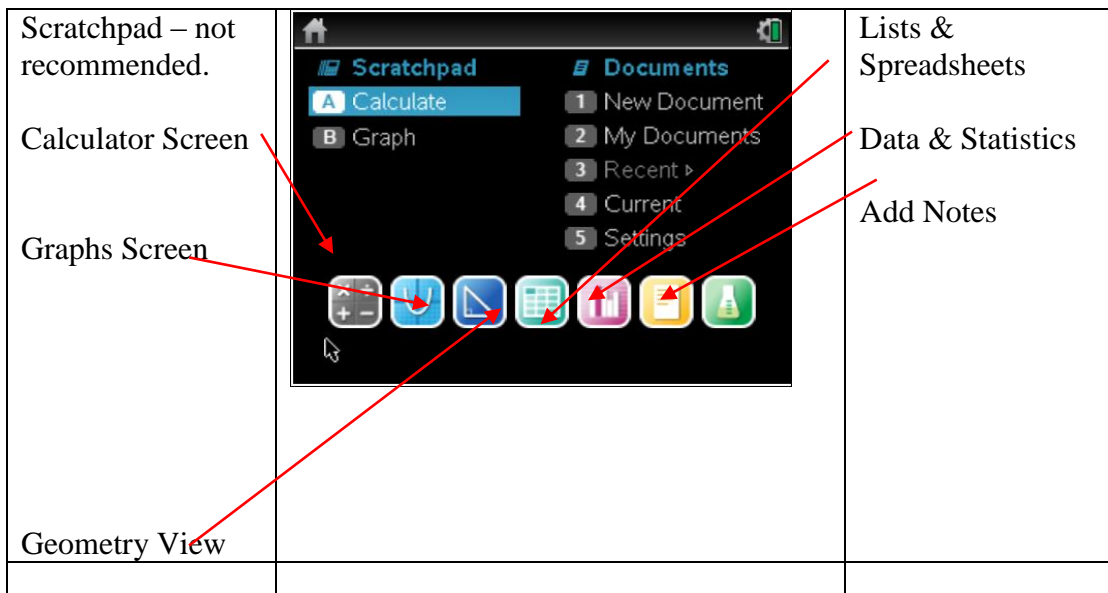 Scratchpad – not
recommended.
Calculator Screen
Graphs Screen
Geometry View
Scratchpad
A Calculate
B Graph
Documents
1 New Document
2 My Documents
3 Recent ▸
4 Current
5 Settings
Lists &
Spreadsheets
Data & Statistics
Add Notes